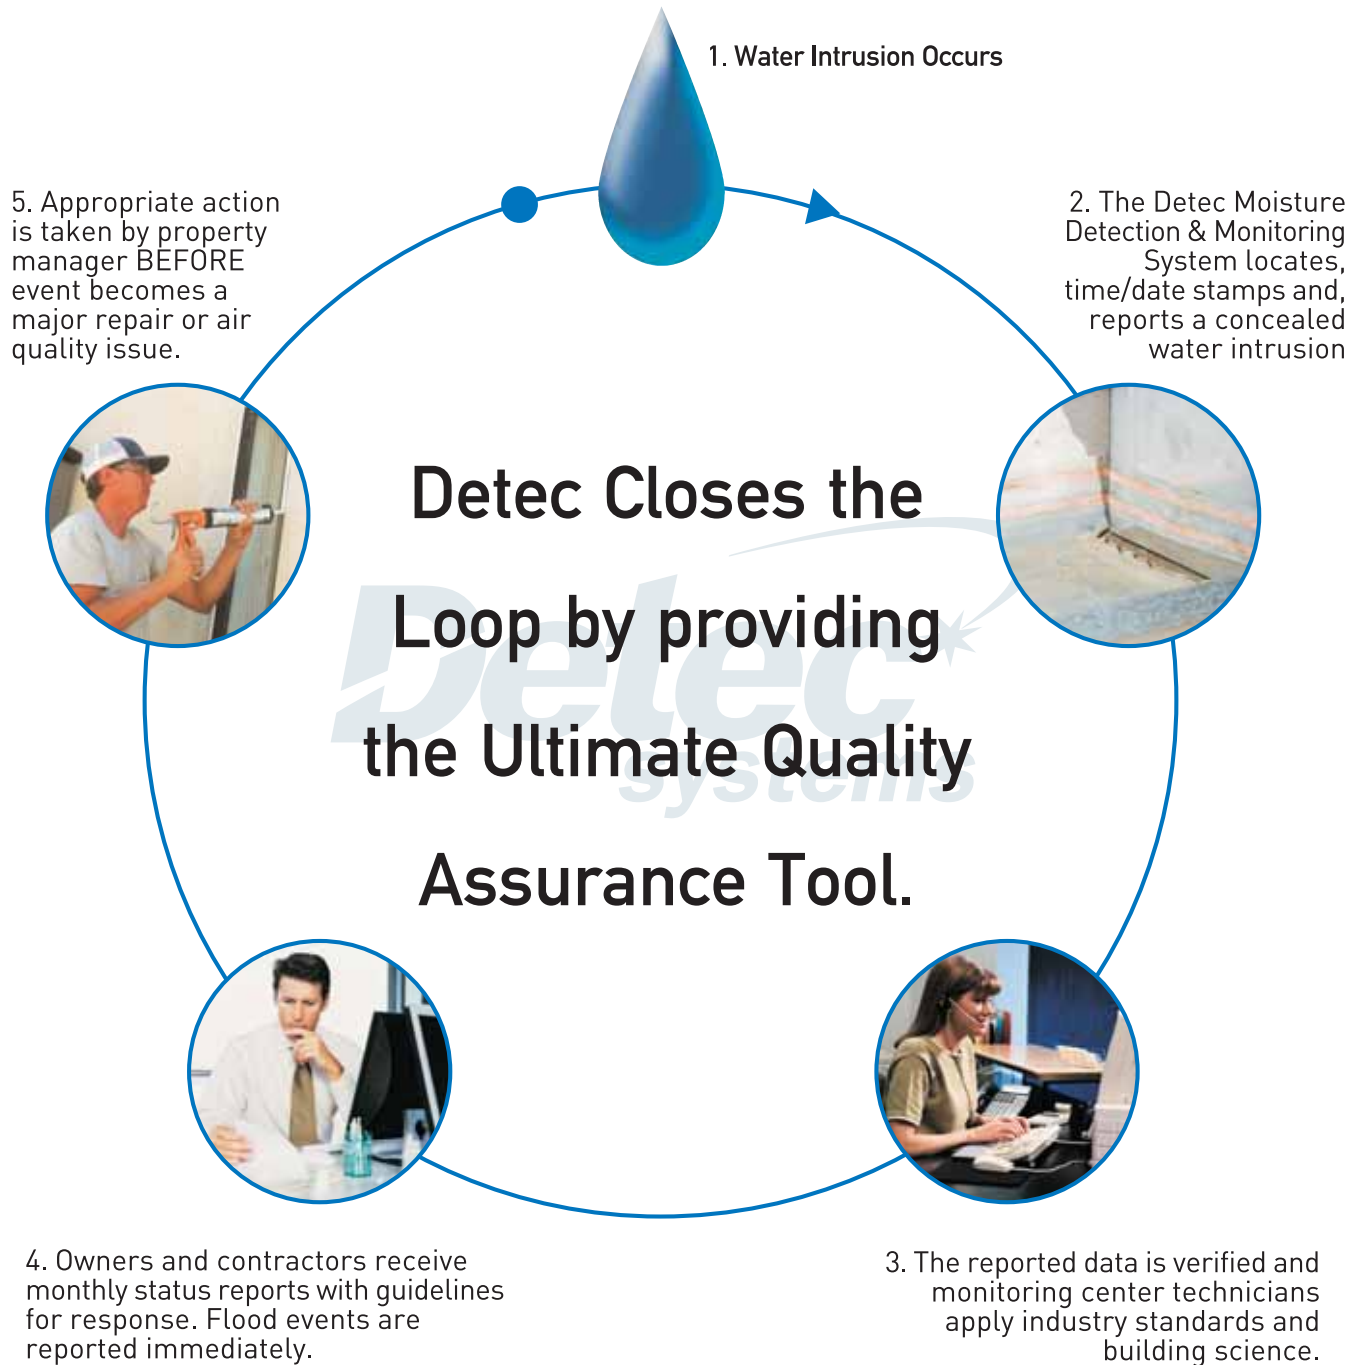 1. Water Intrusion Occurs
2. The Detec Moisture
Detection & Monitoring
System locates,
time/date stamps and,
reports a concealed
water intrusion
3. The reported data is verified and
monitoring center technicians
apply industry standards and
building science.
4. Owners and contractors receive
monthly status reports with guidelines
for response. Flood events are
reported immediately.
5. Appropriate action
is taken by property
manager BEFORE
event becomes a
major repair or air
quality issue.
Detec Closes the
Loop by providing
the Ultimate Quality
Assurance Tool.
Detec
systems